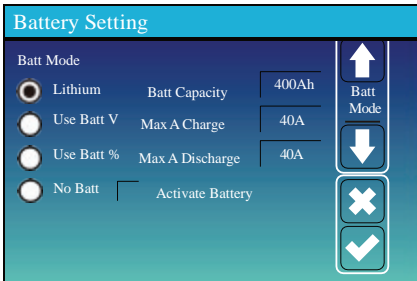 Battery Setting
Batt Mode
Lithium Batt Capacity 400Ah
Use Batt V Max A Charge 40A
Use Batt % Max A Discharge 40A
No Batt Activate Battery
Batt
Mode